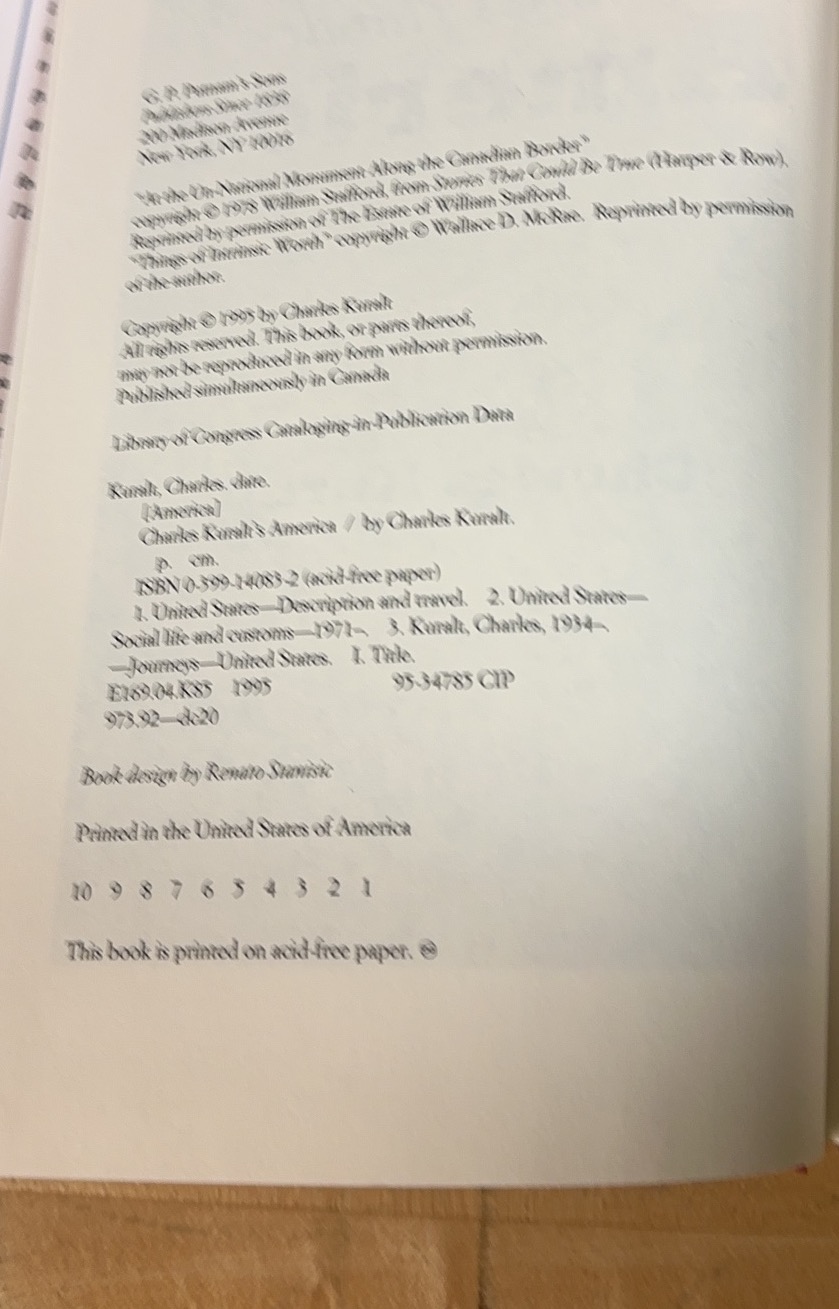 G. P. Putnam's Sons
Publishers Since 1838
200 Madison Avenue
New York, NY 10016
"At the Un-National Monument Along the Canadian Border"
copyright © 1978 William Stafford, from Stories That Could Be True (Harper & Row).
Reprinted by permission of The Estate of William Stafford.
"Things of Intrinsic Worth" copyright © Wallace D. McRae. Reprinted by permission
of the author.
Copyright © 1995 by Charles Kuralt
All rights reserved. This book, or parts thereof,
may not be reproduced in any form without permission.
Published simultaneously in Canada
Library of Congress Cataloging-in-Publication Data
Kuralt, Charles, date.
[America]
Charles Kuralt's America / by Charles Kuralt.
p. cm.
ISBN 0-399-14083-2 (acid-free paper)
1. United States—Description and travel. 2. United States—
Social life and customs—1971–. 3. Kuralt, Charles, 1934–.
—Journeys—United States. I. Title.
E169.04.K85 1995 95-34785 CIP
973.92—dc20
Book design by Renato Stanisic
Printed in the United States of America
10 9 8 7 6 5 4 3 2 1
This book is printed on acid-free paper. ♾